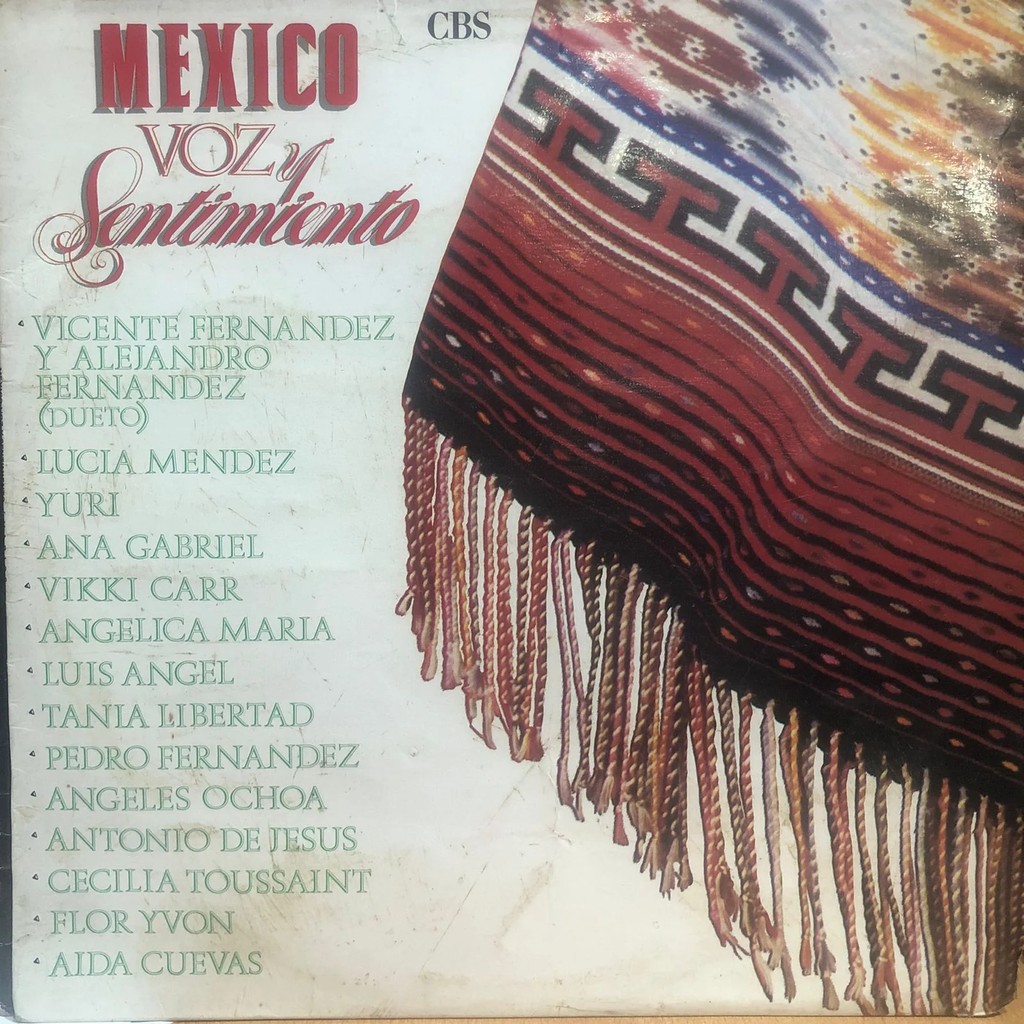 CBS
MEXICO
VOZ y
Sentimiento
VICENTE FERNANDEZ
Y ALEJANDRO
FERNANDEZ
(DUETO)
LUCIA MENDEZ
YURI
ANA GABRIEL
VIKKI CARR
ANGELICA MARIA
LUIS ANGEL
TANIA LIBERTAD
PEDRO FERNANDEZ
ANGELES OCHOA
ANTONIO DE JESUS
CECILIA TOUSSAINT
FLOR YVON
AIDA CUEVAS